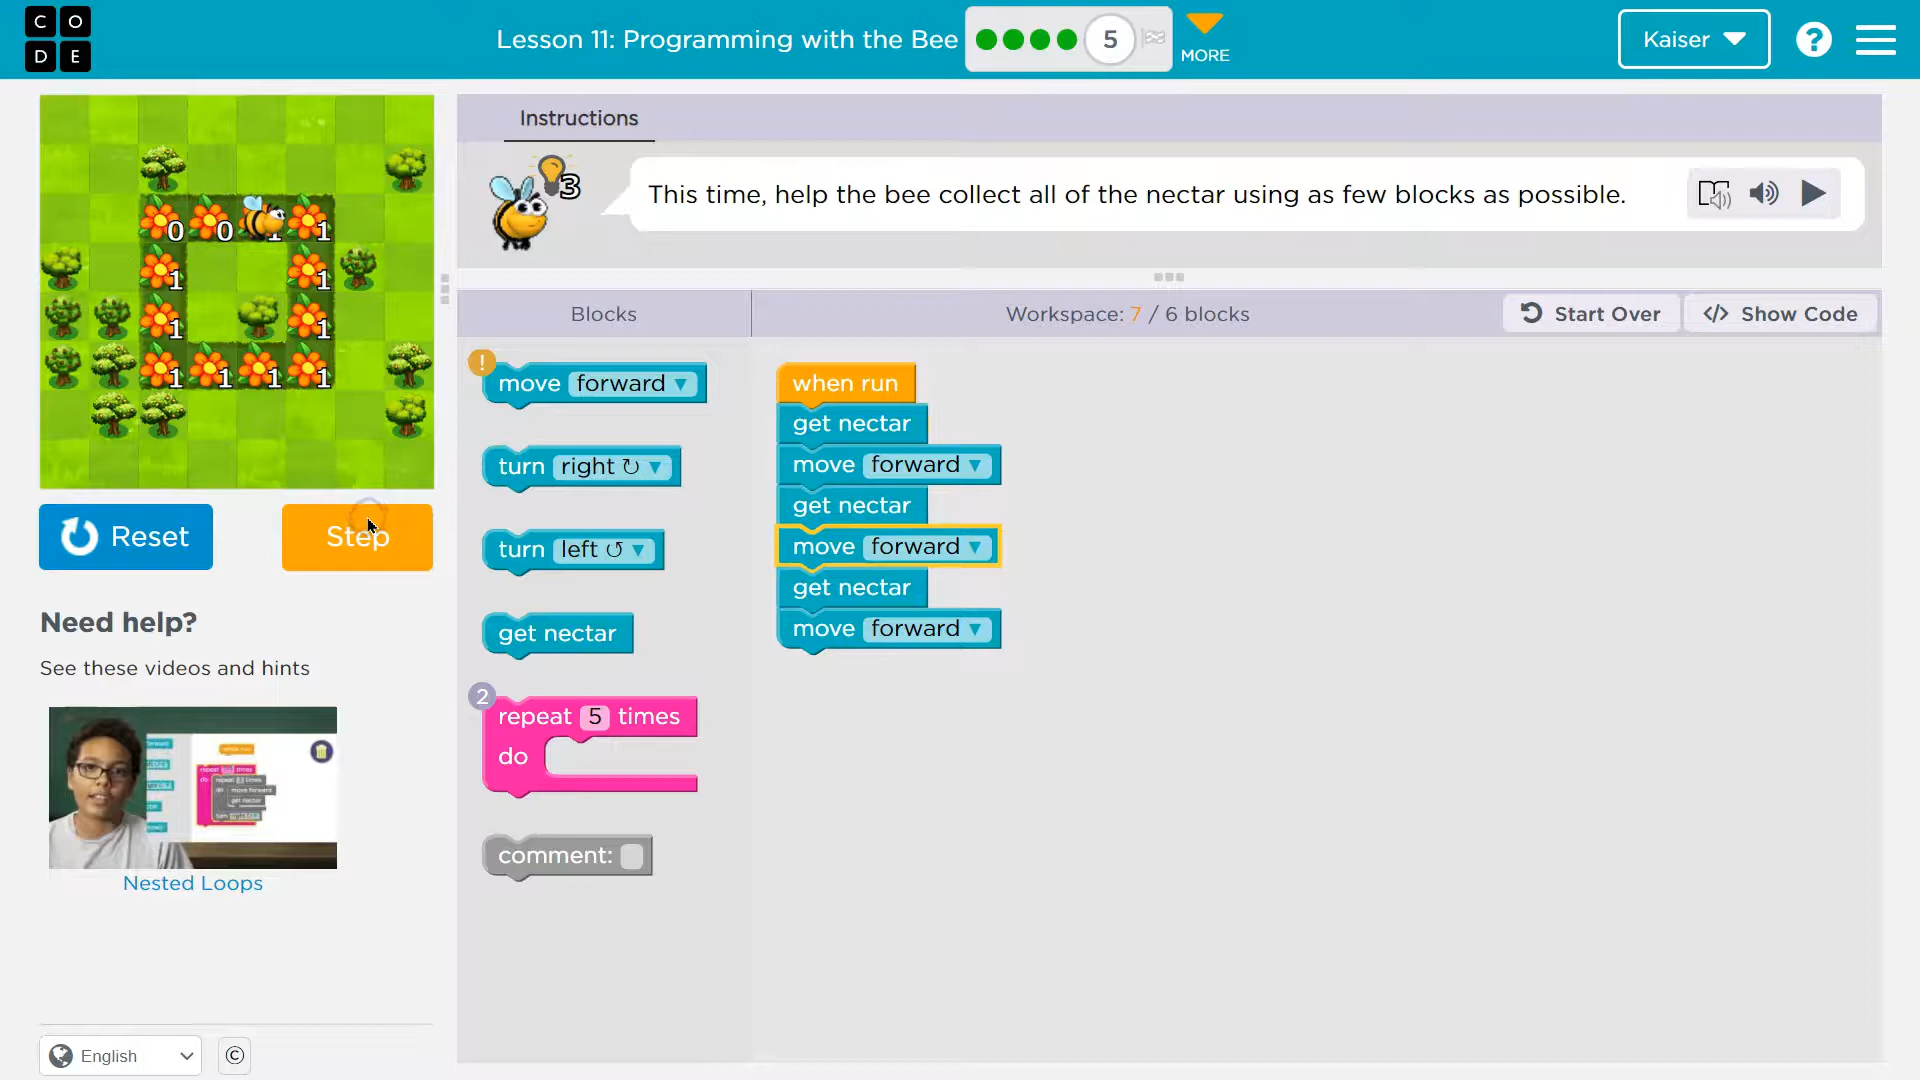 C O
D E
Lesson 11: Programming with the Bee
5
MORE
Kaiser
?
Instructions
3
This time, help the bee collect all of the nectar using as few blocks as possible.
0 0 1 1
1 1
1 1
1 1 1 1
Blocks
Workspace: 7 / 6 blocks
Start Over
</> Show Code
!
move forward
turn right
turn left
get nectar
2
repeat 5 times
do
comment:
when run
get nectar
move forward
get nectar
move forward
get nectar
move forward
Reset
Step
Need help?
See these videos and hints
Nested Loops
English
©